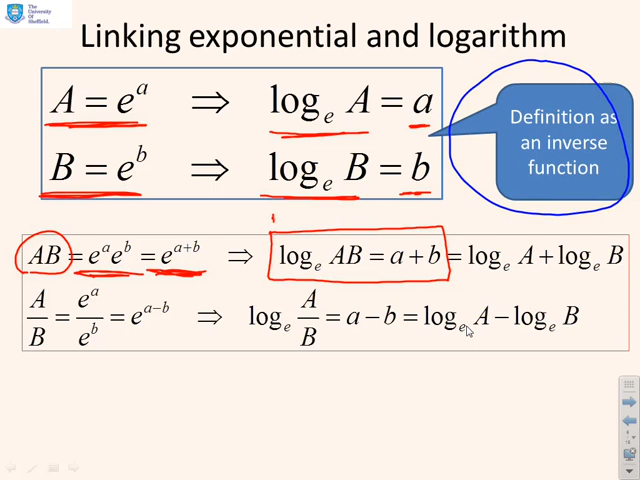 The University Of Sheffield.
Linking exponential and logarithm
A = e^a ⇒ log_e A = a
B = e^b ⇒ log_e B = b
Definition as
an inverse
function
AB = e^a e^b = e^{a+b} ⇒ log_e AB = a + b = log_e A + log_e B
A/B = e^a/e^b = e^{a−b} ⇒ log_e A/B = a − b = log_e A − log_e B